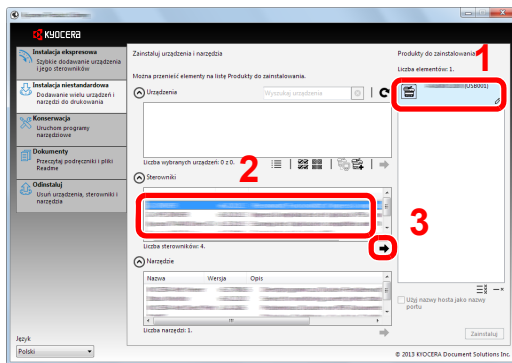 KYOCERA
Instalacja ekspresowa
Szybkie dodawanie urządzenia
i jego sterowników
Instalacja niestandardowa
Dodawanie wielu urządzeń i
narzędzi do drukowania
Konserwacja
Uruchom programy
narzędziowe
Dokumenty
Przeczytaj podręczniki i pliki
Readme
Odinstaluj
Usuń urządzenia, sterowniki i
narzędzia
Język
Polski
Zainstaluj urządzenia i narzędzia
Można przenieść elementy na listę Produkty do zainstalowania.
Urządzenia
Wyszukaj urządzenie
Liczba wybranych urządzeń: 0 z 0.
2
Sterowniki
3
Liczba sterowników: 4.
Narzędzie
Nazwa Wersja Opis
Liczba narzędzi: 1.
Produkty do zainstalowania
1
Liczba elementów: 1.
(USB001)
Użyj nazwy hosta jako nazwy
portu
Zainstaluj
© 2013 KYOCERA Document Solutions Inc.